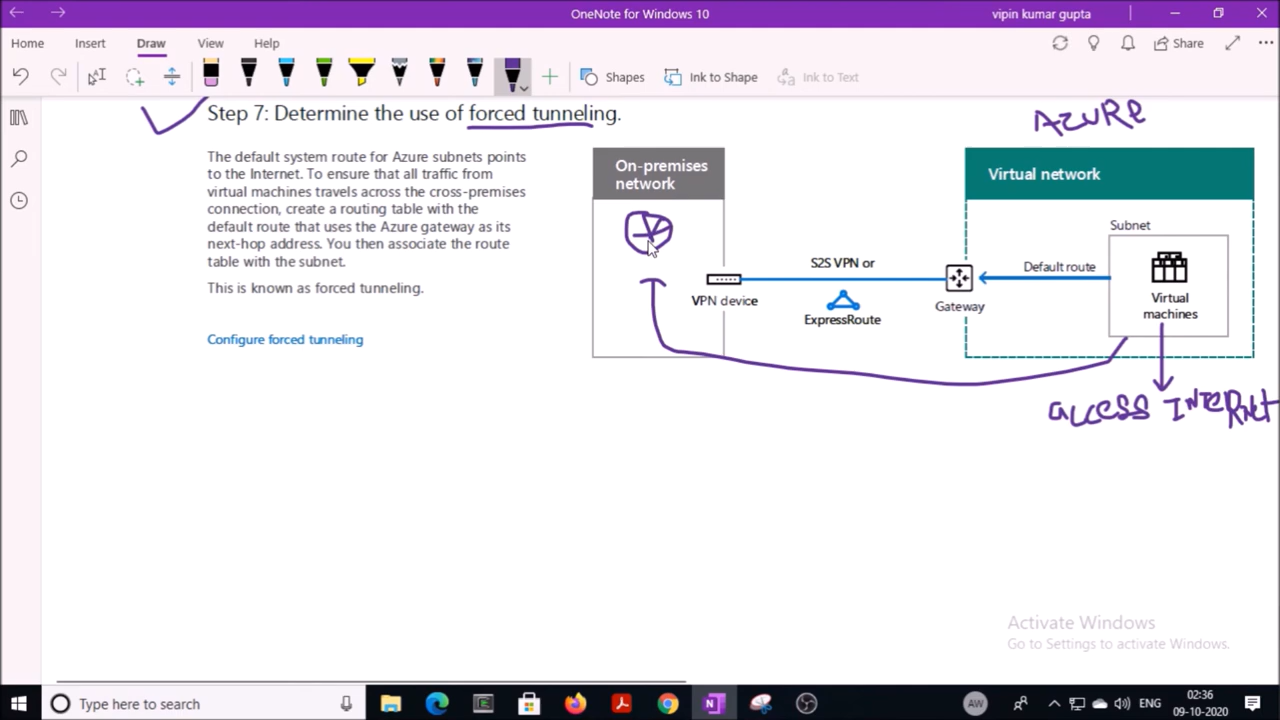 OneNote for Windows 10
vipin kumar gupta
Home Insert Draw View Help
Share
Shapes
Ink to Shape
Ink to Text
Step 7: Determine the use of forced tunneling.
AZURE
The default system route for Azure subnets points
to the Internet. To ensure that all traffic from
virtual machines travels across the cross-premises
connection, create a routing table with the
default route that uses the Azure gateway as its
next-hop address. You then associate the route
table with the subnet.
This is known as forced tunneling.
Configure forced tunneling
On-premises
network
VPN device
S2S VPN or
ExpressRoute
Gateway
Virtual network
Subnet
Default route
Virtual
machines
access INTERNET
Activate Windows
Go to Settings to activate Windows.
Type here to search
AW
ENG
02:36
09-10-2020